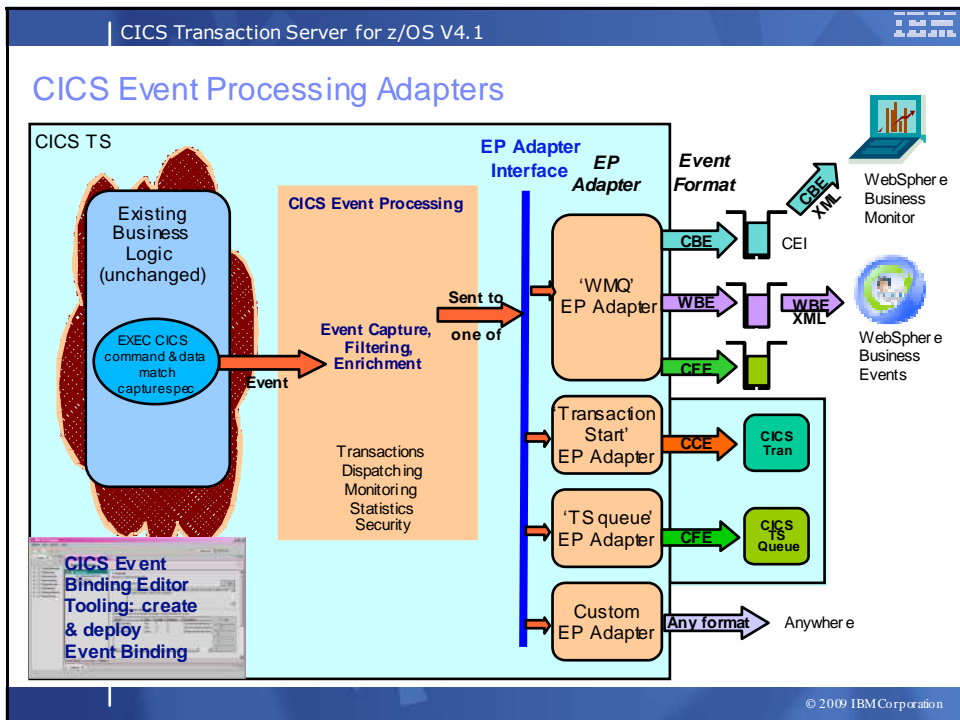 CICS Transaction Server for z/OS V4.1
IBM
CICS Event Processing Adapters
CICS TS
Existing
Business
Logic
(unchanged)
EXEC CICS
command & data
match
capturespec
Event
CICS Event Processing
Event Capture,
Filtering,
Enrichment
Transactions
Dispatching
Monitoring
Statistics
Security
Sent to
one of
EP Adapter
Interface
EP
Adapter
Event
Format
'WMQ'
EP Adapter
CBE
CEI
CBE
XML
WebSphere
Business
Monitor
WBE
WBE
XML
WebSphere
Business
Events
CFE
'Transaction
Start'
EP Adapter
CCE
CICS
Tran
'TS queue'
EP Adapter
CFE
CICS
TS
Queue
Custom
EP Adapter
Any format
Anywhere
CICS Event
Binding Editor
Tooling: create
& deploy
Event Binding
© 2009 IBM Corporation